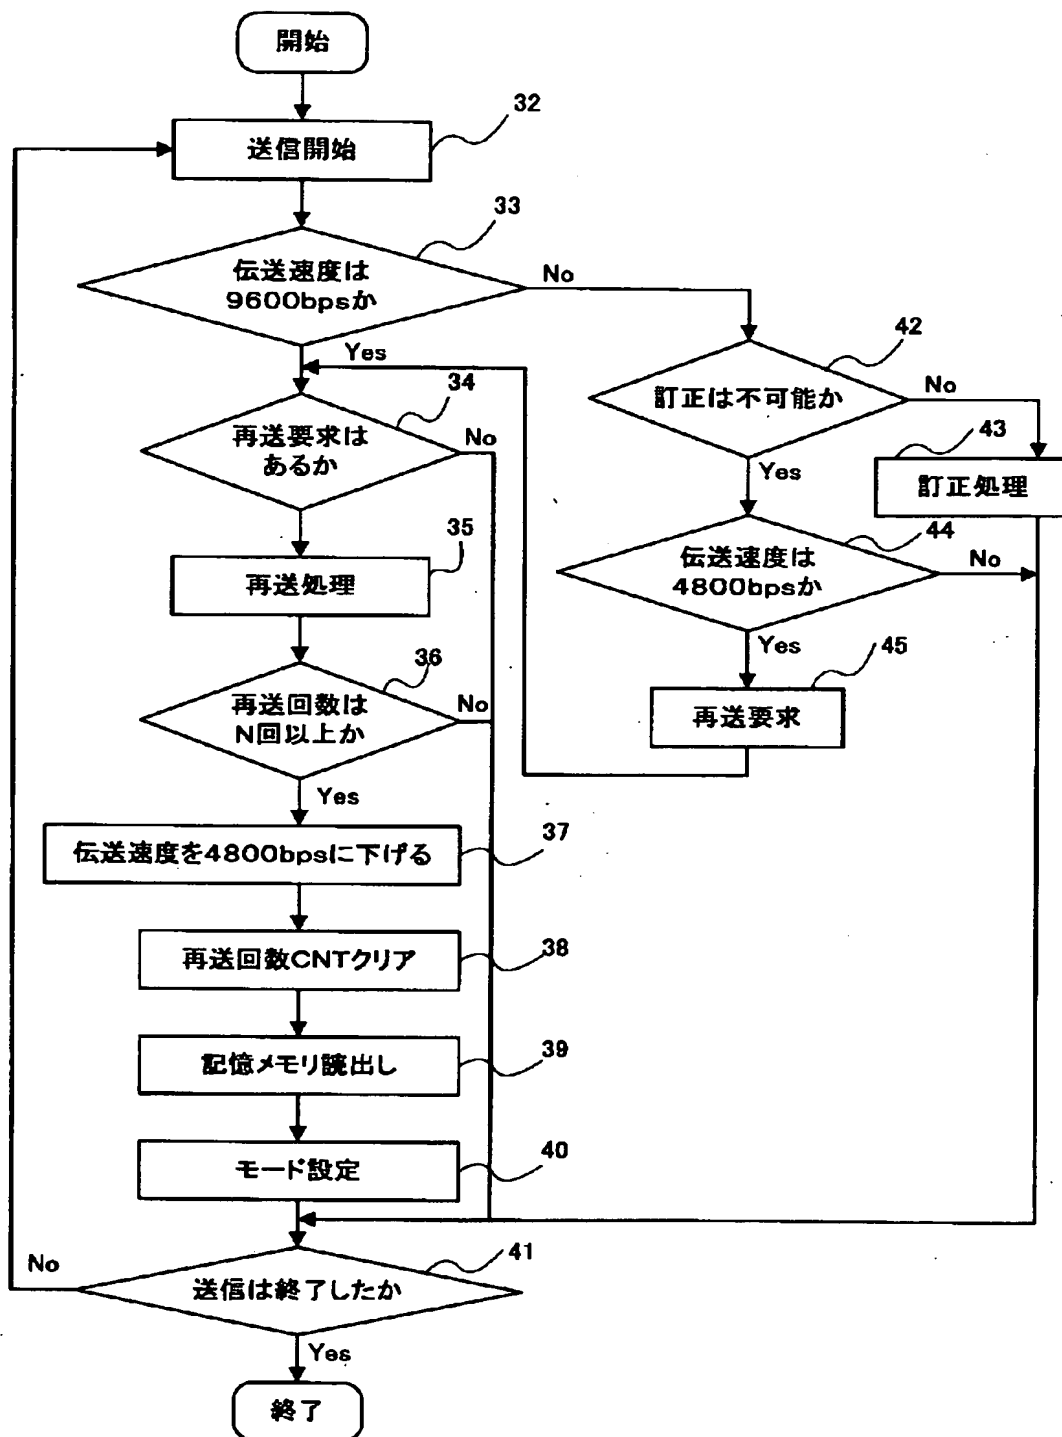 開始
32
送信開始
33
伝送速度は
9600bpsか
No
Yes
42
訂正は不可能か
No
34
再送要求は
あるか
No
43
訂正処理
Yes
44
伝送速度は
4800bpsか
No
35
再送処理
Yes
45
再送要求
36
再送回数は
N回以上か
No
Yes
37
伝送速度を4800bpsに下げる
38
再送回数CNTクリア
39
記憶メモリ読出し
40
モード設定
41
No
送信は終了したか
Yes
終了